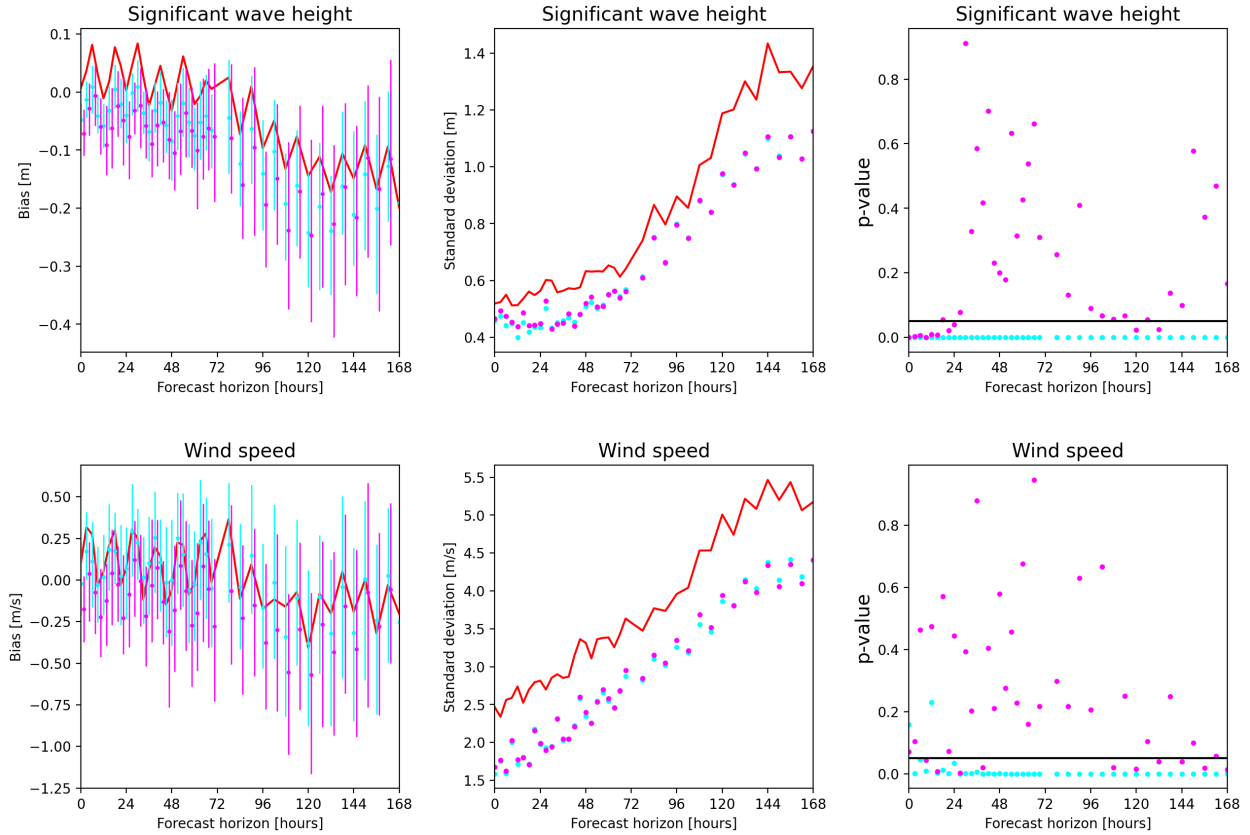 Significant wave height
Significant wave height
Significant wave height
Bias [m]
0.1
0.0
−0.1
−0.2
−0.3
−0.4
0 24 48 72 96 120 144 168
Forecast horizon [hours]
Standard deviation [m]
1.4
1.2
1.0
0.8
0.6
0.4
0 24 48 72 96 120 144 168
Forecast horizon [hours]
p-value
0.8
0.6
0.4
0.2
0.0
0 24 48 72 96 120 144 168
Forecast horizon [hours]
Wind speed
Wind speed
Wind speed
Bias [m/s]
0.50
0.25
0.00
−0.25
−0.50
−0.75
−1.00
−1.25
0 24 48 72 96 120 144 168
Forecast horizon [hours]
Standard deviation [m/s]
5.5
5.0
4.5
4.0
3.5
3.0
2.5
2.0
1.5
0 24 48 72 96 120 144 168
Forecast horizon [hours]
p-value
0.8
0.6
0.4
0.2
0.0
0 24 48 72 96 120 144 168
Forecast horizon [hours]